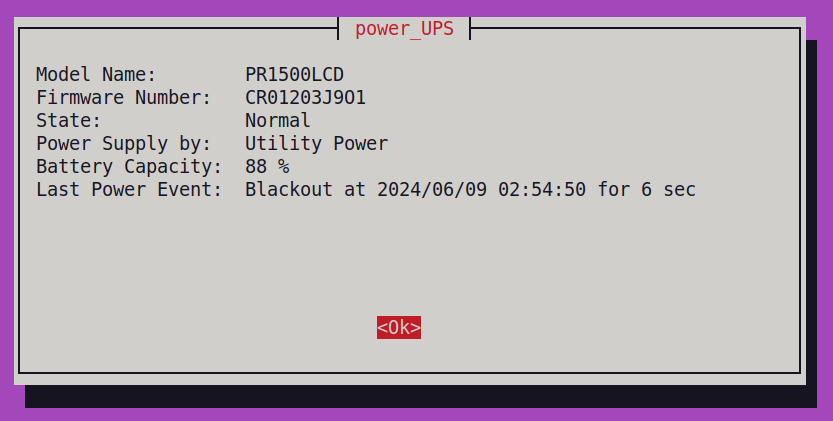 power_UPS
Model Name: PR1500LCD
Firmware Number: CR01203J9O1
State: Normal
Power Supply by: Utility Power
Battery Capacity: 88 %
Last Power Event: Blackout at 2024/06/09 02:54:50 for 6 sec
<Ok>